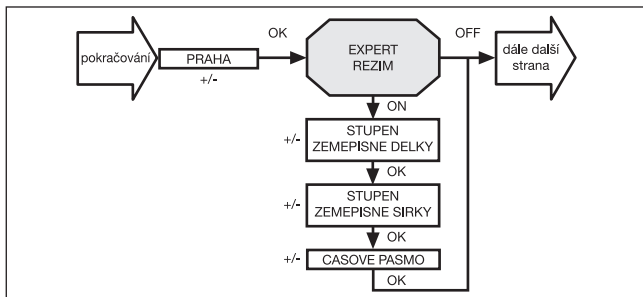 pokračování
PRAHA
+/-
OK
EXPERT
REZIM
OFF
dále další
strana
ON
+/-
STUPEN
ZEMEPISNE DELKY
OK
+/-
STUPEN
ZEMEPISNE SIRKY
OK
+/-
CASOVE PASMO
OK